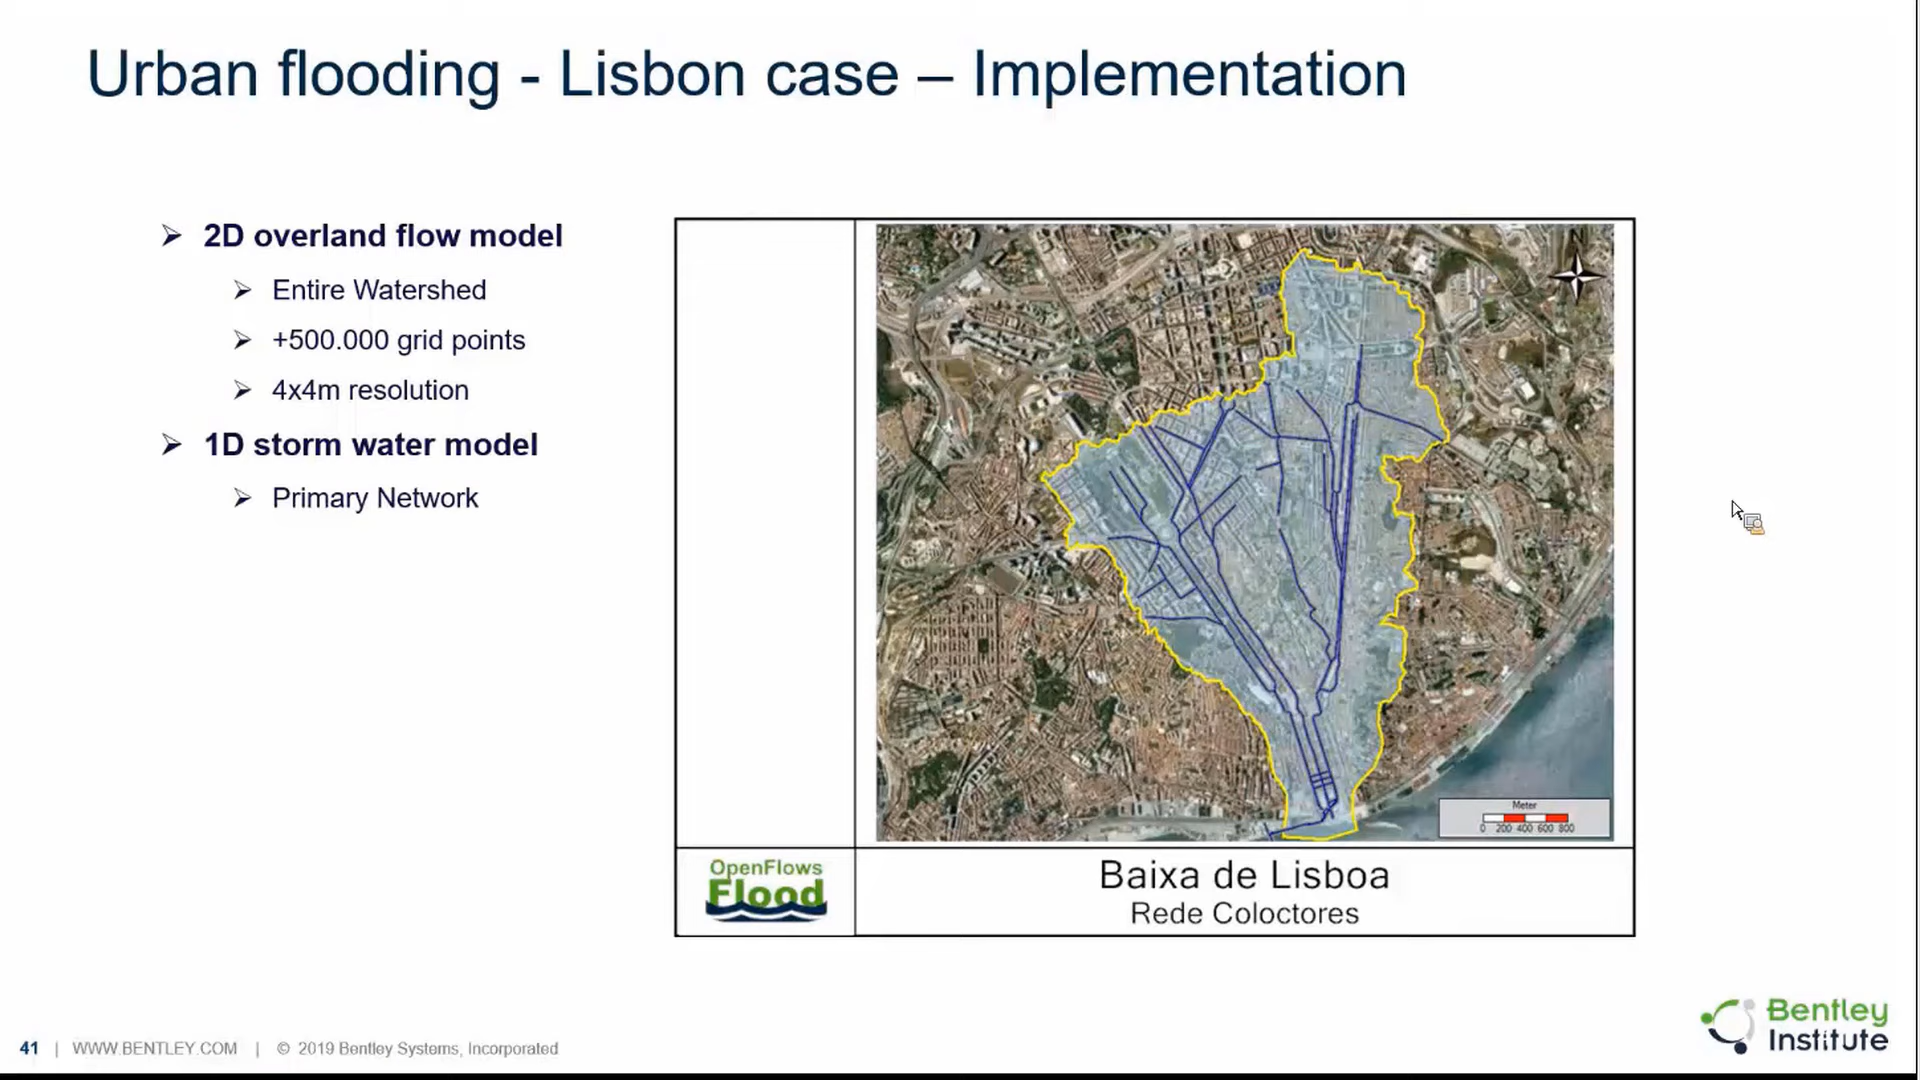 Urban flooding - Lisbon case – Implementation
2D overland flow model
Entire Watershed
+500.000 grid points
4x4m resolution
1D storm water model
Primary Network
N
Meter
0 200 400 600 800
OpenFlows
Flood
Baixa de Lisboa
Rede Coloctores
41 | WWW.BENTLEY.COM | © 2019 Bentley Systems, Incorporated
Bentley
Institute